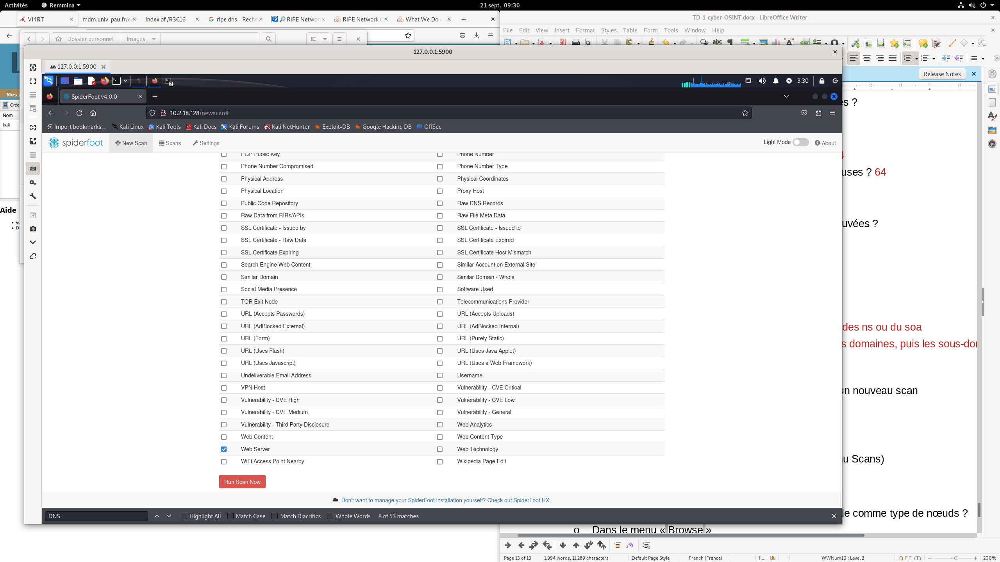 Activités
Remmina
21 sept. 09:30
VI4RT
mdm.univ-pau.fr/e
Index of /R3C16
ripe dns - Reche
RIPE Networ
RIPE Network C
What We Do —
TD-1-cyber-OSINT.docx - LibreOffice Writer
File Edit View Insert Format Styles Table Form Tools Window Help
Dossier personnel
Images
127.0.0.1:5900
Release Notes
127.0.0.1:5900
12 13 14 15
1
2
3:30
Mes
SpiderFoot v4.0.0
es ?
Crée
10.2.18.128/newscan#
Nom
kali
Import bookmarks...
Kali Linux
Kali Tools
Kali Docs
Kali Forums
Kali NetHunter
Exploit-DB
Google Hacking DB
OffSec
spiderfoot
New Scan
Scans
Settings
Light Mode
About
PGP Public Key
Phone Number
4
Phone Number Compromised
Phone Number Type
uses ? 64
Physical Address
Physical Coordinates
Physical Location
Proxy Host
Public Code Repository
Raw DNS Records
Aide
Raw Data from RIRs/APIs
Raw File Meta Data
uvées ?
SSL Certificate - Issued by
SSL Certificate - Issued to
SSL Certificate - Raw Data
SSL Certificate Expired
SSL Certificate Expiring
SSL Certificate Host Mismatch
Search Engine Web Content
Similar Account on External Site
Similar Domain
Similar Domain - Whois
Social Media Presence
Software Used
TOR Exit Node
Telecommunications Provider
URL (Accepts Passwords)
URL (Accepts Uploads)
URL (AdBlocked External)
URL (AdBlocked Internal)
des ns ou du soa
URL (Form)
URL (Purely Static)
s domaines, puis les sous-dor
URL (Uses Flash)
URL (Uses Java Applet)
URL (Uses Javascript)
URL (Uses a Web Framework)
Undeliverable Email Address
Username
VPN Host
Vulnerability - CVE Critical
un nouveau scan
Vulnerability - CVE High
Vulnerability - CVE Low
Vulnerability - CVE Medium
Vulnerability - General
Vulnerability - Third Party Disclosure
Web Analytics
Web Content
Web Content Type
Web Server
Web Technology
u Scans)
WiFi Access Point Nearby
Wikipedia Page Edit
Run Scan Now
Don't want to manage your SpiderFoot installation yourself? Check out SpiderFoot HX.
le comme type de nœuds ?
DNS
Highlight All
Match Case
Match Diacritics
Whole Words
8 of 53 matches
o Dans le menu « Browse »
Page 13 of 13
1,994 words, 11,289 characters
Default Page Style
French (France)
WWNum10 : Level 2
200%